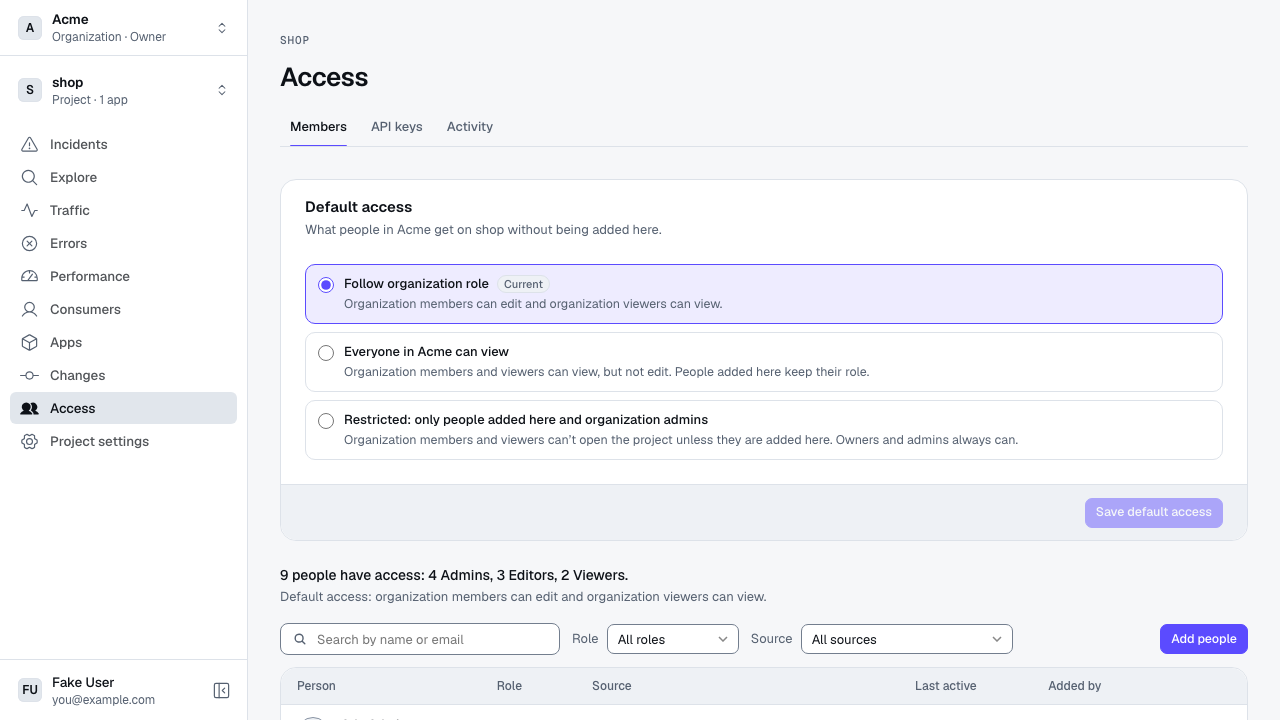 A
Acme
Organization · Owner
S
shop
Project · 1 app
Incidents
Explore
Traffic
Errors
Performance
Consumers
Apps
Changes
Access
Project settings
FU
Fake User
you@example.com
SHOP
Access
Members API keys Activity
Default access
What people in Acme get on shop without being added here.
Follow organization role Current
Organization members can edit and organization viewers can view.
Everyone in Acme can view
Organization members and viewers can view, but not edit. People added here keep their role.
Restricted: only people added here and organization admins
Organization members and viewers can't open the project unless they are added here. Owners and admins always can.
Save default access
9 people have access: 4 Admins, 3 Editors, 2 Viewers.
Default access: organization members can edit and organization viewers can view.
Search by name or email Role All roles Source All sources Add people
Person Role Source Last active Added by